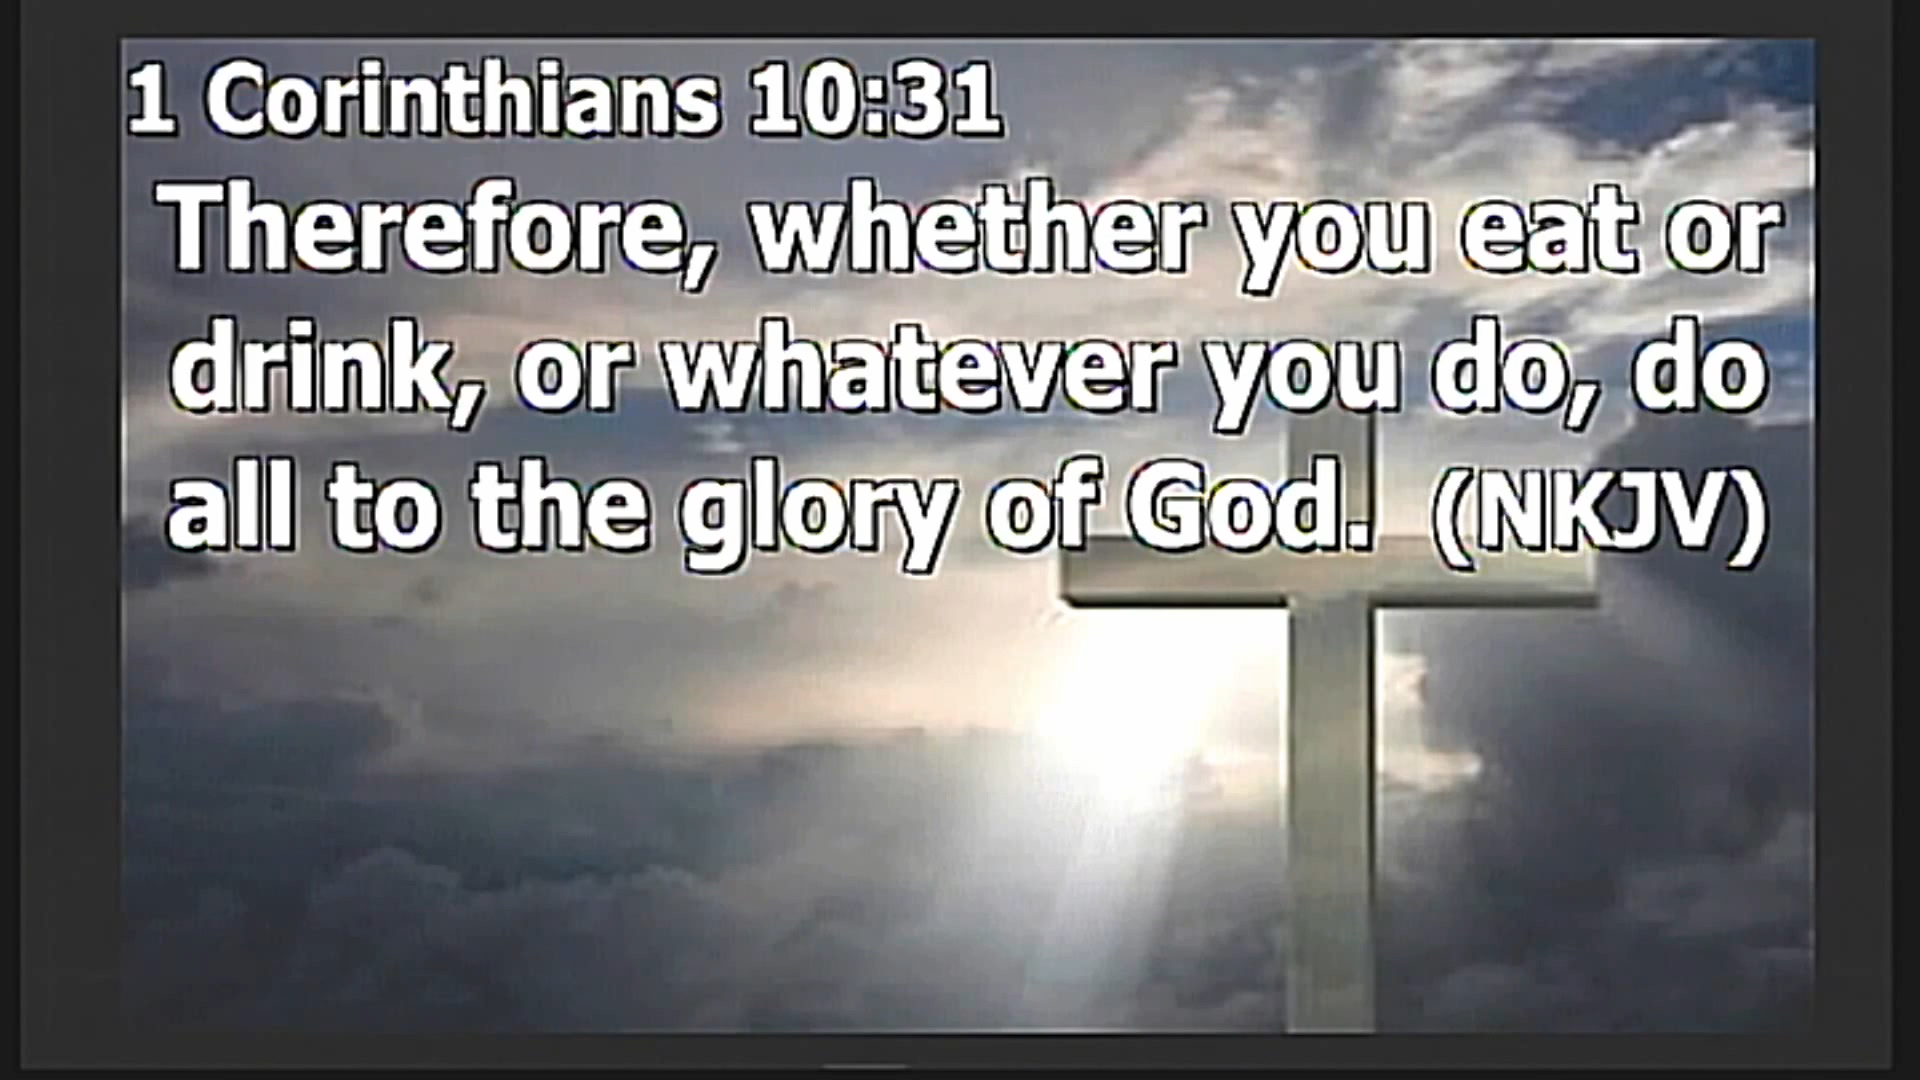 1 Corinthians 10:31
Therefore, whether you eat or
drink, or whatever you do, do
all to the glory of God. (NKJV)